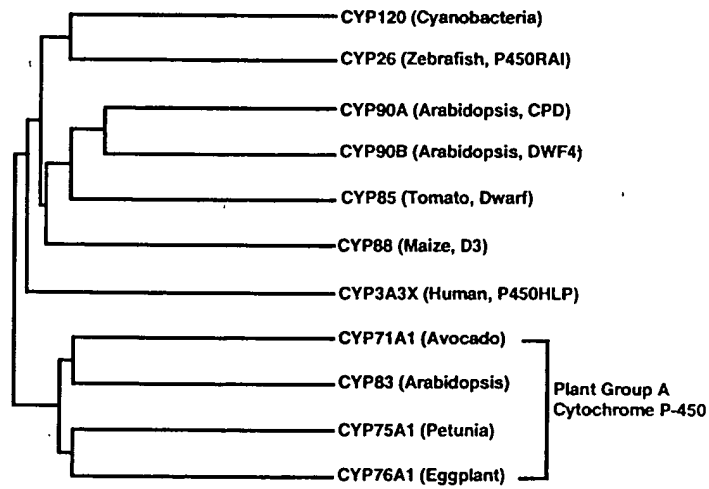 CYP120 (Cyanobacteria)
CYP26 (Zebrafish, P450RAI)
CYP90A (Arabidopsis, CPD)
CYP90B (Arabidopsis, DWF4)
CYP85 (Tomato, Dwarf)
CYP88 (Maize, D3)
CYP3A3X (Human, P450HLP)
CYP71A1 (Avocado)
CYP83 (Arabidopsis)
CYP75A1 (Petunia)
CYP76A1 (Eggplant)
Plant Group A
Cytochrome P-450